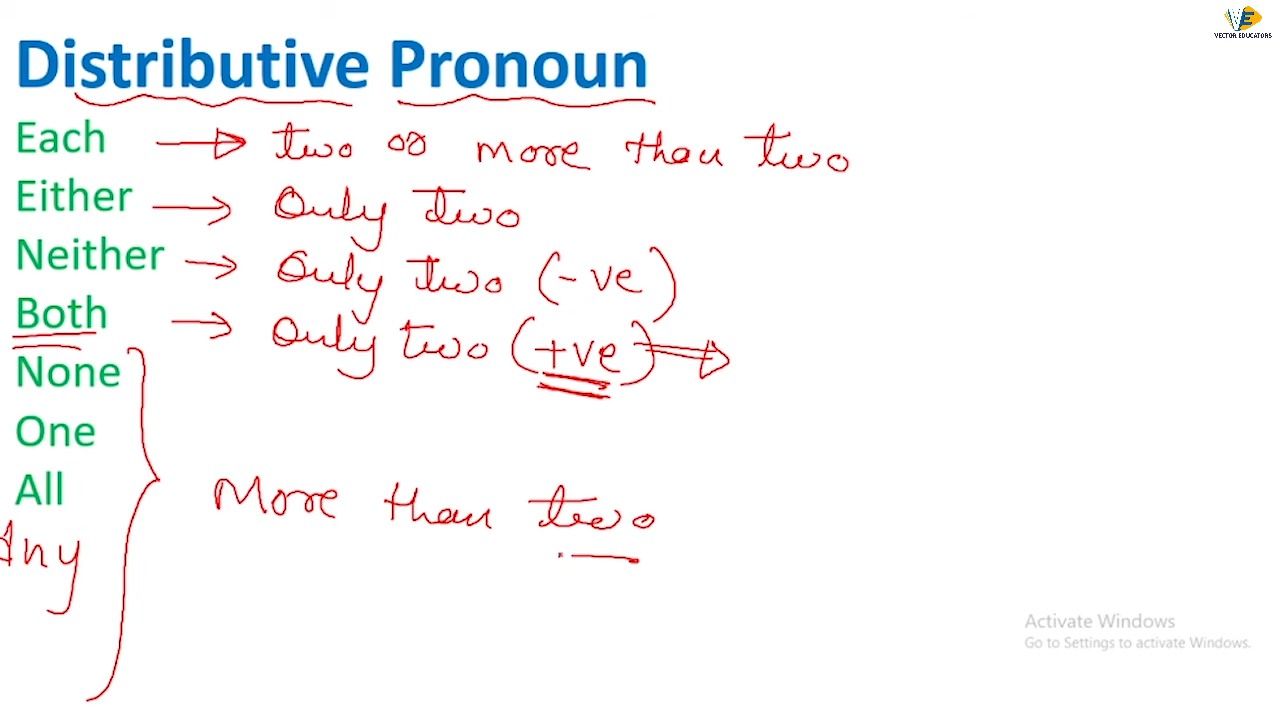 VE
VECTOR EDUCATORS
Distributive Pronoun
Each → two or more than two
Either → Only two
Neither → Only two (-ve)
Both → Only two (+ve) ⇒
None
One
All
More than two
Any
Activate Windows
Go to Settings to activate Windows.